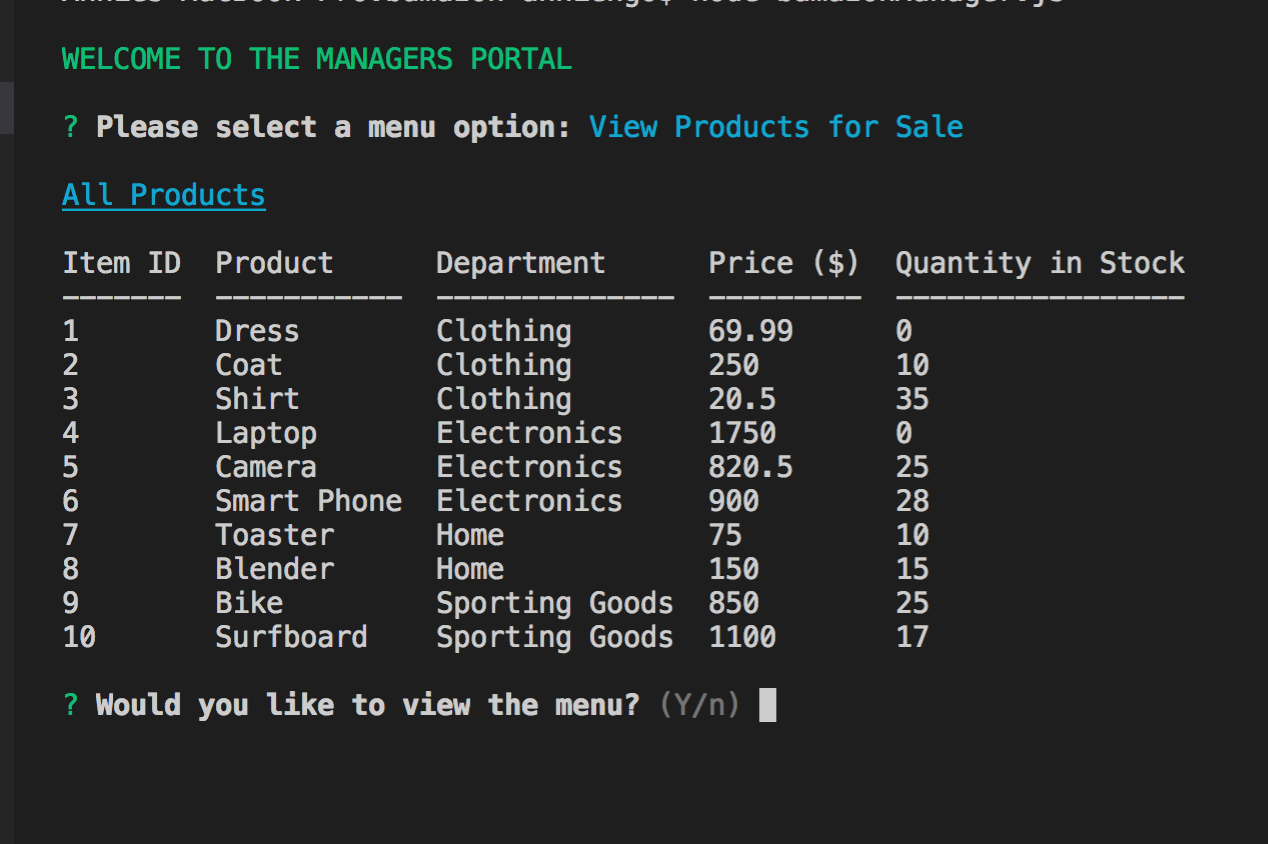 WELCOME TO THE MANAGERS PORTAL
? Please select a menu option: View Products for Sale
All Products
Item ID  Product      Department      Price ($)  Quantity in Stock
-------  -----------  --------------  ---------  -----------------
1        Dress        Clothing        69.99      0
2        Coat         Clothing        250        10
3        Shirt        Clothing        20.5       35
4        Laptop       Electronics     1750       0
5        Camera       Electronics     820.5      25
6        Smart Phone  Electronics     900        28
7        Toaster      Home            75         10
8        Blender      Home            150        15
9        Bike         Sporting Goods  850        25
10       Surfboard    Sporting Goods  1100       17
? Would you like to view the menu? (Y/n)